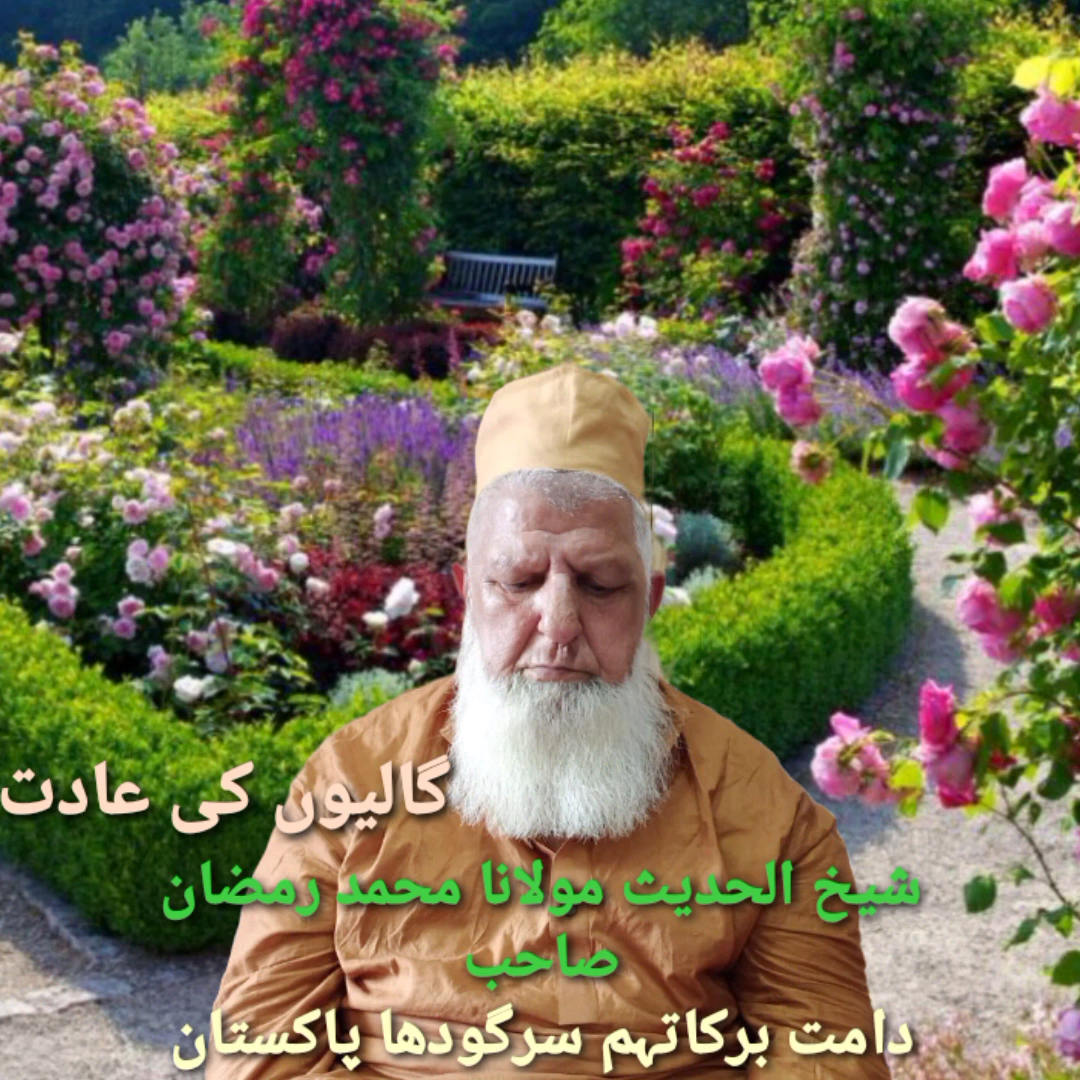 گالیوں کی عادت
شیخ الحدیث مولانا محمد رمضان
صاحب
دامت برکاتہم سرگودھا پاکستان